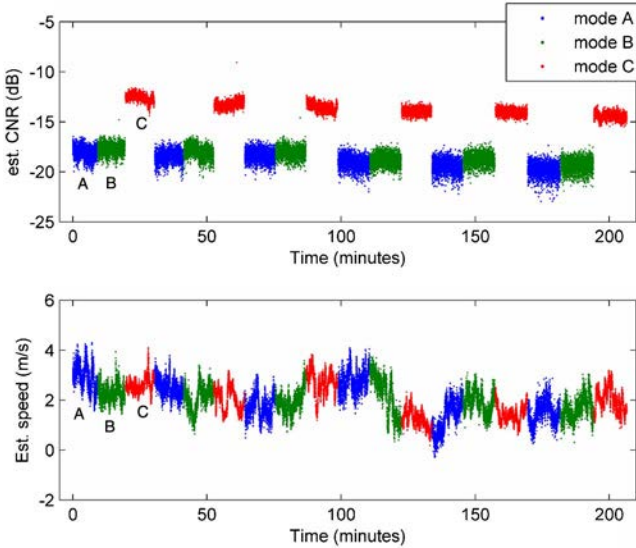 -5
-10
-15
-20
-25
est. CNR (dB)
mode A
mode B
mode C
A
B
C
0
50
100
150
200
Time (minutes)
6
4
2
0
-2
Est. speed (m/s)
A
B
C
0
50
100
150
200
Time (minutes)